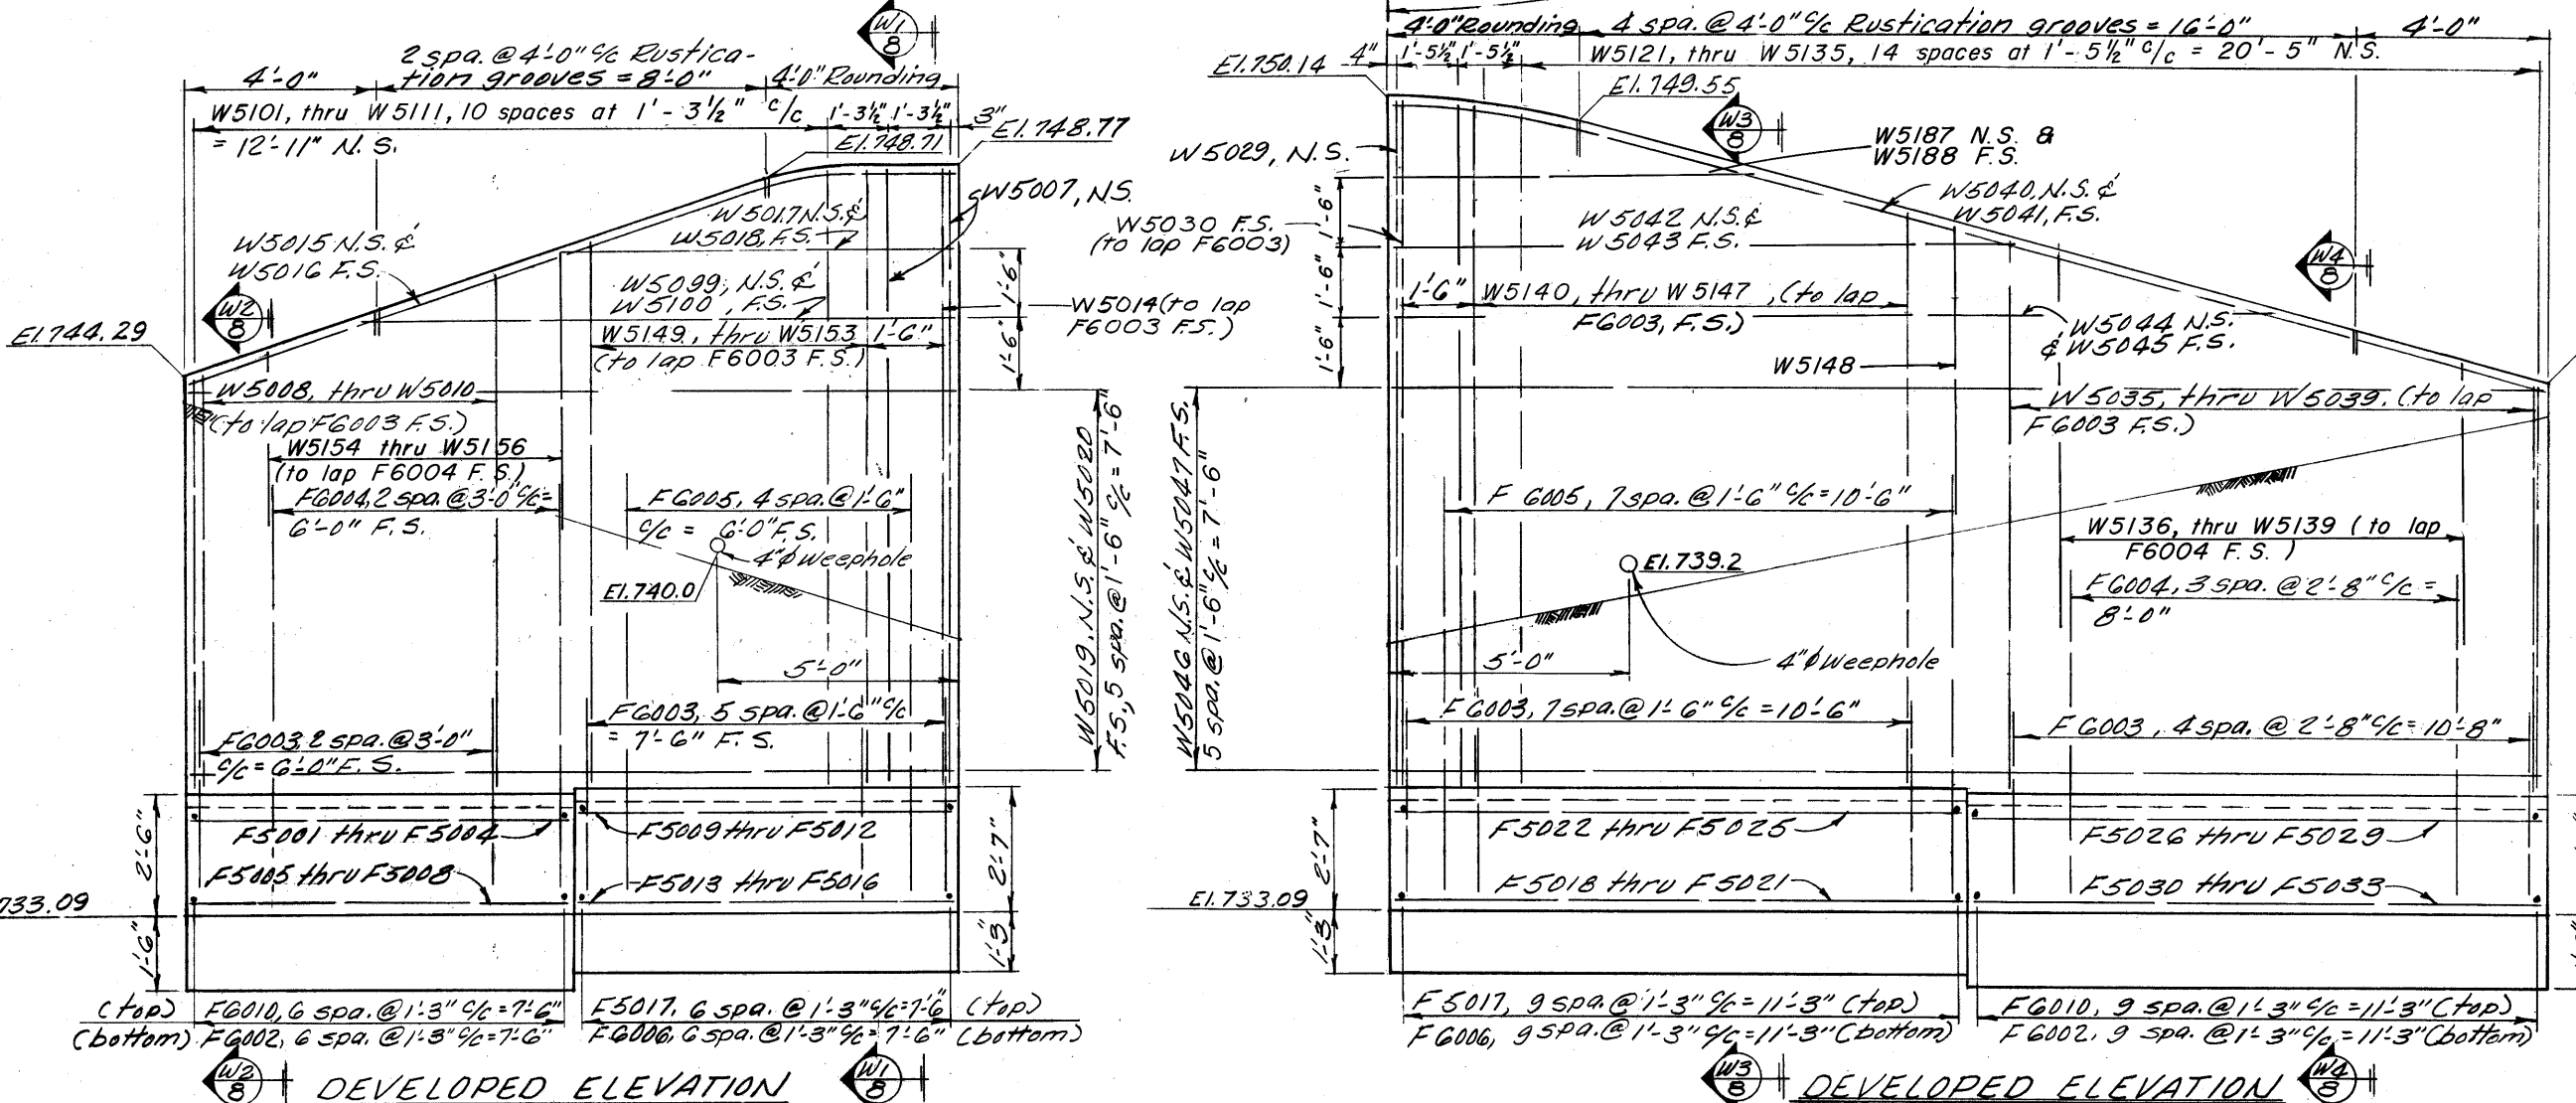 W1
8
2 spa. @ 4'-0" c/c Rustica-
4'-0"
tion grooves = 8'-0"
4'-0" Rounding
W5101, thru W5111, 10 spaces at 1'-3½" c/c
1'-3½"
1'-3½"
3"
= 12'-11" N.S.
El. 748.71
El. 748.77
W5007, N.S.
W5017 N.S. &
W5018, F.S.
W5015 N.S. &
W5016 F.S.
W5099, N.S. &
W5100, F.S.
1'-6"
1'-6"
W5014 (to lap
F6003 F.S.)
W2
8
El. 744.29
W5149, thru W5153
1'-6"
(to lap F6003 F.S.)
W5008, thru W5010
(to lap F6003 F.S.)
W5154 thru W5156
(to lap F6004 F.S.)
F6004, 2 spa. @ 3'-0" c/c =
6'-0" F.S.
F6005, 4 spa. @ 1'-6"
c/c = 6'-0" F.S.
4"ø Weephole
El. 740.0
5'-0"
W5019, N.S. & W5020
F.S., 5 spa. @ 1'-6" c/c = 7'-6"
F6003, 5 spa. @ 1'-6" c/c
= 7'-6" F.S.
F6003, 2 spa. @ 3'-0"
c/c = 6'-0" F.S.
2'-6"
F5001 thru F5004
F5009 thru F5012
2'-7"
F5005 thru F5008
F5013 thru F5016
733.09
1'-6"
1'-3"
(top) F6010, 6 spa. @ 1'-3" c/c = 7'-6"
F5017, 6 spa. @ 1'-3" c/c = 7'-6" (top)
(bottom) F6002, 6 spa. @ 1'-3" c/c = 7'-6"
F6006, 6 spa. @ 1'-3" c/c = 7'-6" (bottom)
W2
8
DEVELOPED ELEVATION
W1
8
4'-0" Rounding
4 spa. @ 4'-0" c/c Rustication grooves = 16'-0"
4'-0"
El. 750.14
4"
1'-5½"
1'-5½"
W5121, thru W5135, 14 spaces at 1'-5½" c/c = 20'-5" N.S.
El. 749.55
W3
8
W5029, N.S.
W5187 N.S. &
W5188 F.S.
W5040, N.S. &
W5041, F.S.
W5030 F.S.
(to lap F6003)
1'-6"
W5042 N.S. &
W5043 F.S.
W4
8
1'-6"
1'-6"
W5140, thru W5147, (to lap
F6003, F.S.)
W5044 N.S.
& W5045 F.S.
1'-6"
W5148
W5035, thru W5039. (to lap
F6003 F.S.)
W5046 N.S. & W5047 F.S.
5 spa. @ 1'-6" c/c = 7'-6"
F6005, 7 spa. @ 1'-6" c/c = 10'-6"
W5136, thru W5139 (to lap
F6004 F.S.)
El. 739.2
F6004, 3 spa. @ 2'-8" c/c =
8'-0"
4"ø Weephole
5'-0"
F6003, 7 spa. @ 1'-6" c/c = 10'-6"
F6003, 4 spa. @ 2'-8" c/c = 10'-8"
2'-7"
F5022 thru F5025
F5026 thru F5029
F5018 thru F5021
F5030 thru F5033
El. 733.09
1'-3"
F5017, 9 spa. @ 1'-3" c/c = 11'-3" (top)
F6010, 9 spa. @ 1'-3" c/c = 11'-3" (top)
F6006, 9 spa. @ 1'-3" c/c = 11'-3" (bottom)
F6002, 9 spa. @ 1'-3" c/c = 11'-3" (bottom)
W3
8
DEVELOPED ELEVATION
W4
8